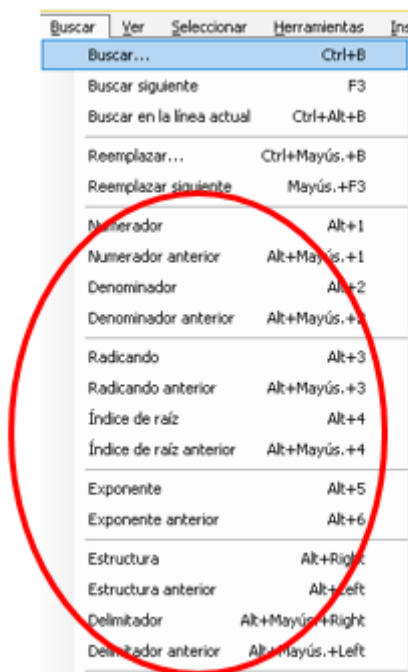 Buscar Ver Seleccionar Herramientas Ins
Buscar... Ctrl+B
Buscar siguiente F3
Buscar en la línea actual Ctrl+Alt+B
Reemplazar... Ctrl+Mayús.+B
Reemplazar siguiente Mayús.+F3
Numerador Alt+1
Numerador anterior Alt+Mayús.+1
Denominador Alt+2
Denominador anterior Alt+Mayús.+2
Radicando Alt+3
Radicando anterior Alt+Mayús.+3
Índice de raíz Alt+4
Índice de raíz anterior Alt+Mayús.+4
Exponente Alt+5
Exponente anterior Alt+6
Estructura Alt+Right
Estructura anterior Alt+Left
Delimitador Alt+Mayús.+Right
Delimitador anterior Alt+Mayús.+Left